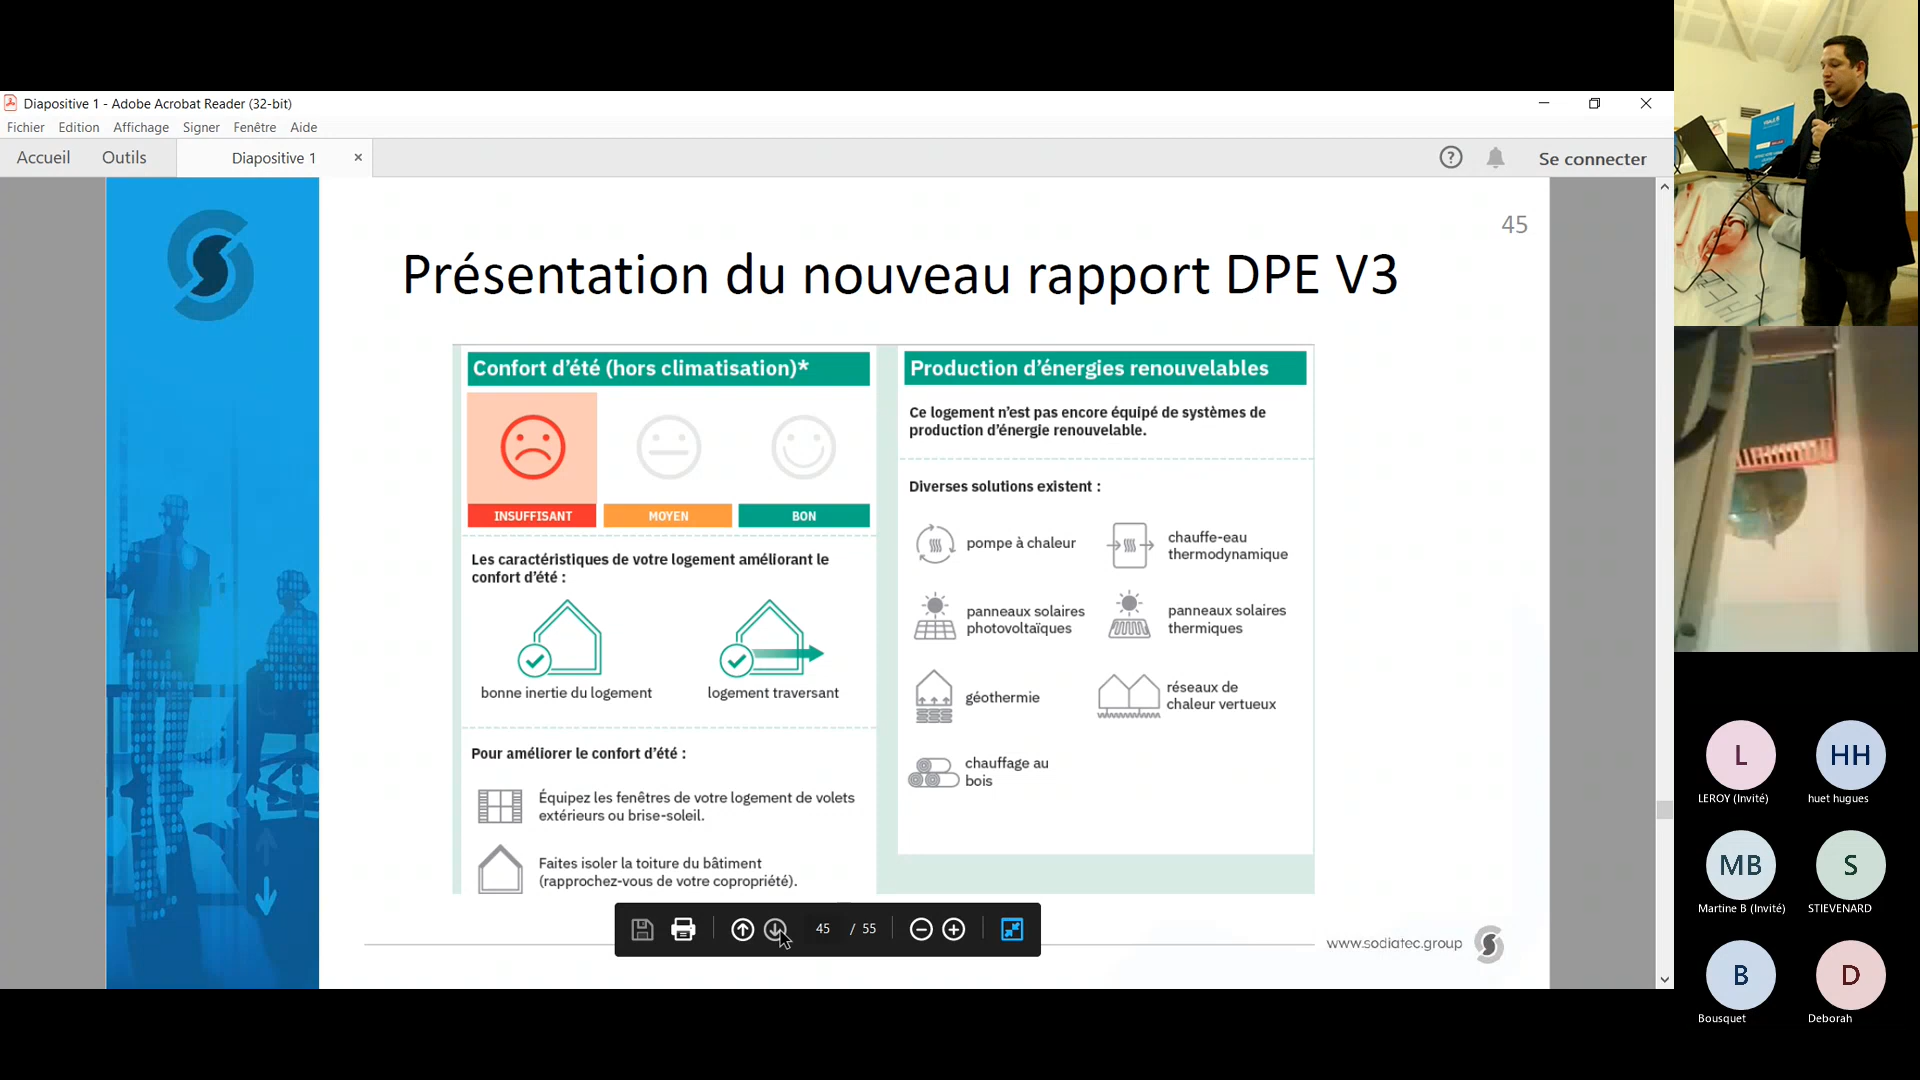 Diapositive 1 - Adobe Acrobat Reader (32-bit)
Fichier Edition Affichage Signer Fenêtre Aide
Accueil Outils Diapositive 1 × Se connecter
45
Présentation du nouveau rapport DPE V3
Confort d'été (hors climatisation)*
INSUFFISANT MOYEN BON
Les caractéristiques de votre logement améliorant le
confort d'été :
bonne inertie du logement
logement traversant
Pour améliorer le confort d'été :
Équipez les fenêtres de votre logement de volets
extérieurs ou brise-soleil.
Faites isoler la toiture du bâtiment
(rapprochez-vous de votre copropriété).
Production d'énergies renouvelables
Ce logement n'est pas encore équipé de systèmes de
production d'énergie renouvelable.
Diverses solutions existent :
pompe à chaleur
chauffe-eau
thermodynamique
panneaux solaires
photovoltaïques
panneaux solaires
thermiques
géothermie
réseaux de
chaleur vertueux
chauffage au
bois
45 / 55
www.sodiatec.group
L
LEROY (Invité)
HH
huet hugues
MB
Martine B (Invité)
S
STIEVENARD
B
Bousquet
D
Deborah